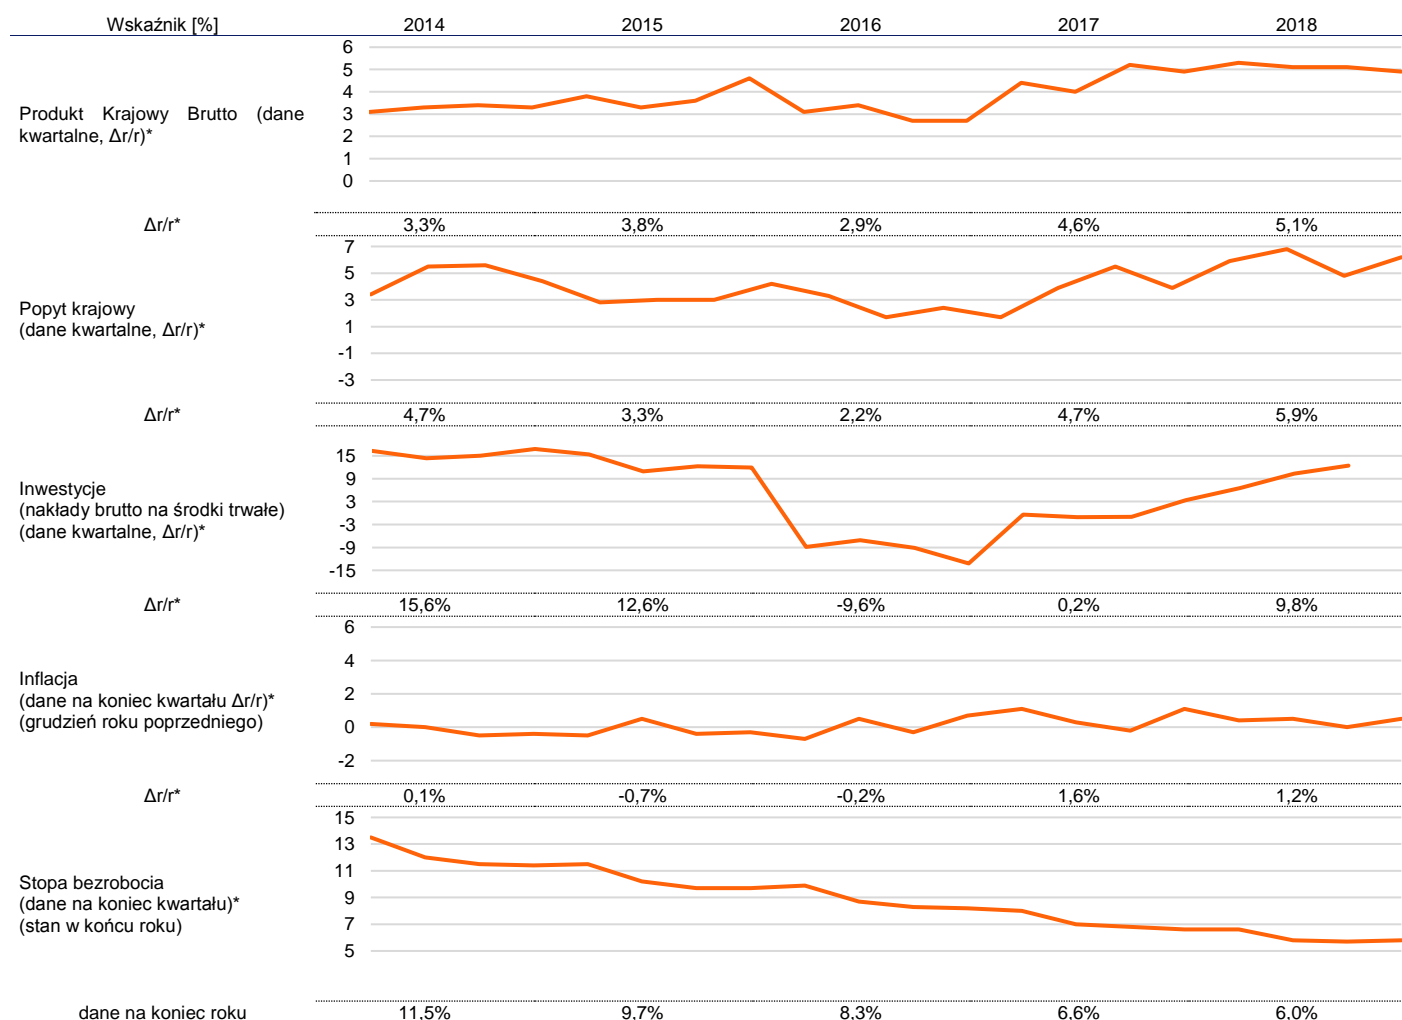 Wskaźnik [%] 2014 2015 2016 2017 2018
6
5
4
3
2
1
0
Produkt Krajowy Brutto (dane
kwartalne, Δr/r)*
Δr/r* 3,3% 3,8% 2,9% 4,6% 5,1%
7
5
3
1
-1
-3
Popyt krajowy
(dane kwartalne, Δr/r)*
Δr/r* 4,7% 3,3% 2,2% 4,7% 5,9%
15
9
3
-3
-9
-15
Inwestycje
(nakłady brutto na środki trwałe)
(dane kwartalne, Δr/r)*
Δr/r* 15,6% 12,6% -9,6% 0,2% 9,8%
6
4
2
0
-2
Inflacja
(dane na koniec kwartału Δr/r)*
(grudzień roku poprzedniego)
Δr/r* 0,1% -0,7% -0,2% 1,6% 1,2%
15
13
11
9
7
5
Stopa bezrobocia
(dane na koniec kwartału)*
(stan w końcu roku)
dane na koniec roku 11,5% 9,7% 8,3% 6,6% 6,0%